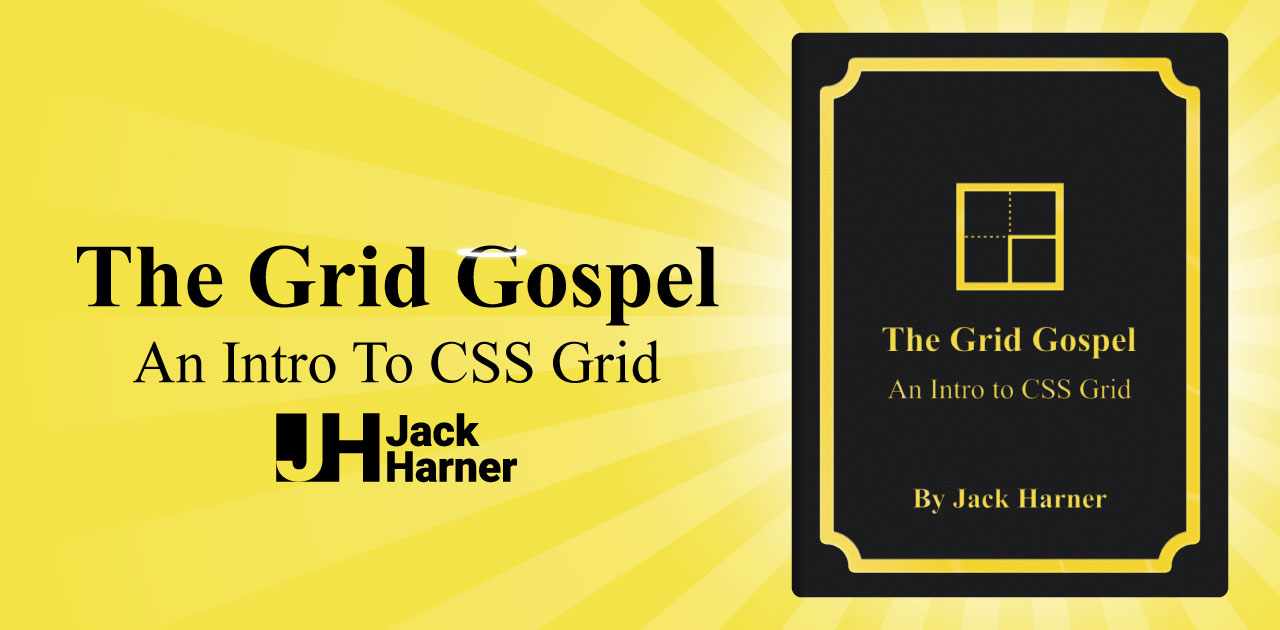 The Grid Gospel
An Intro To CSS Grid
JH
Jack
Harner
The Grid Gospel
An Intro to CSS Grid
By Jack Harner